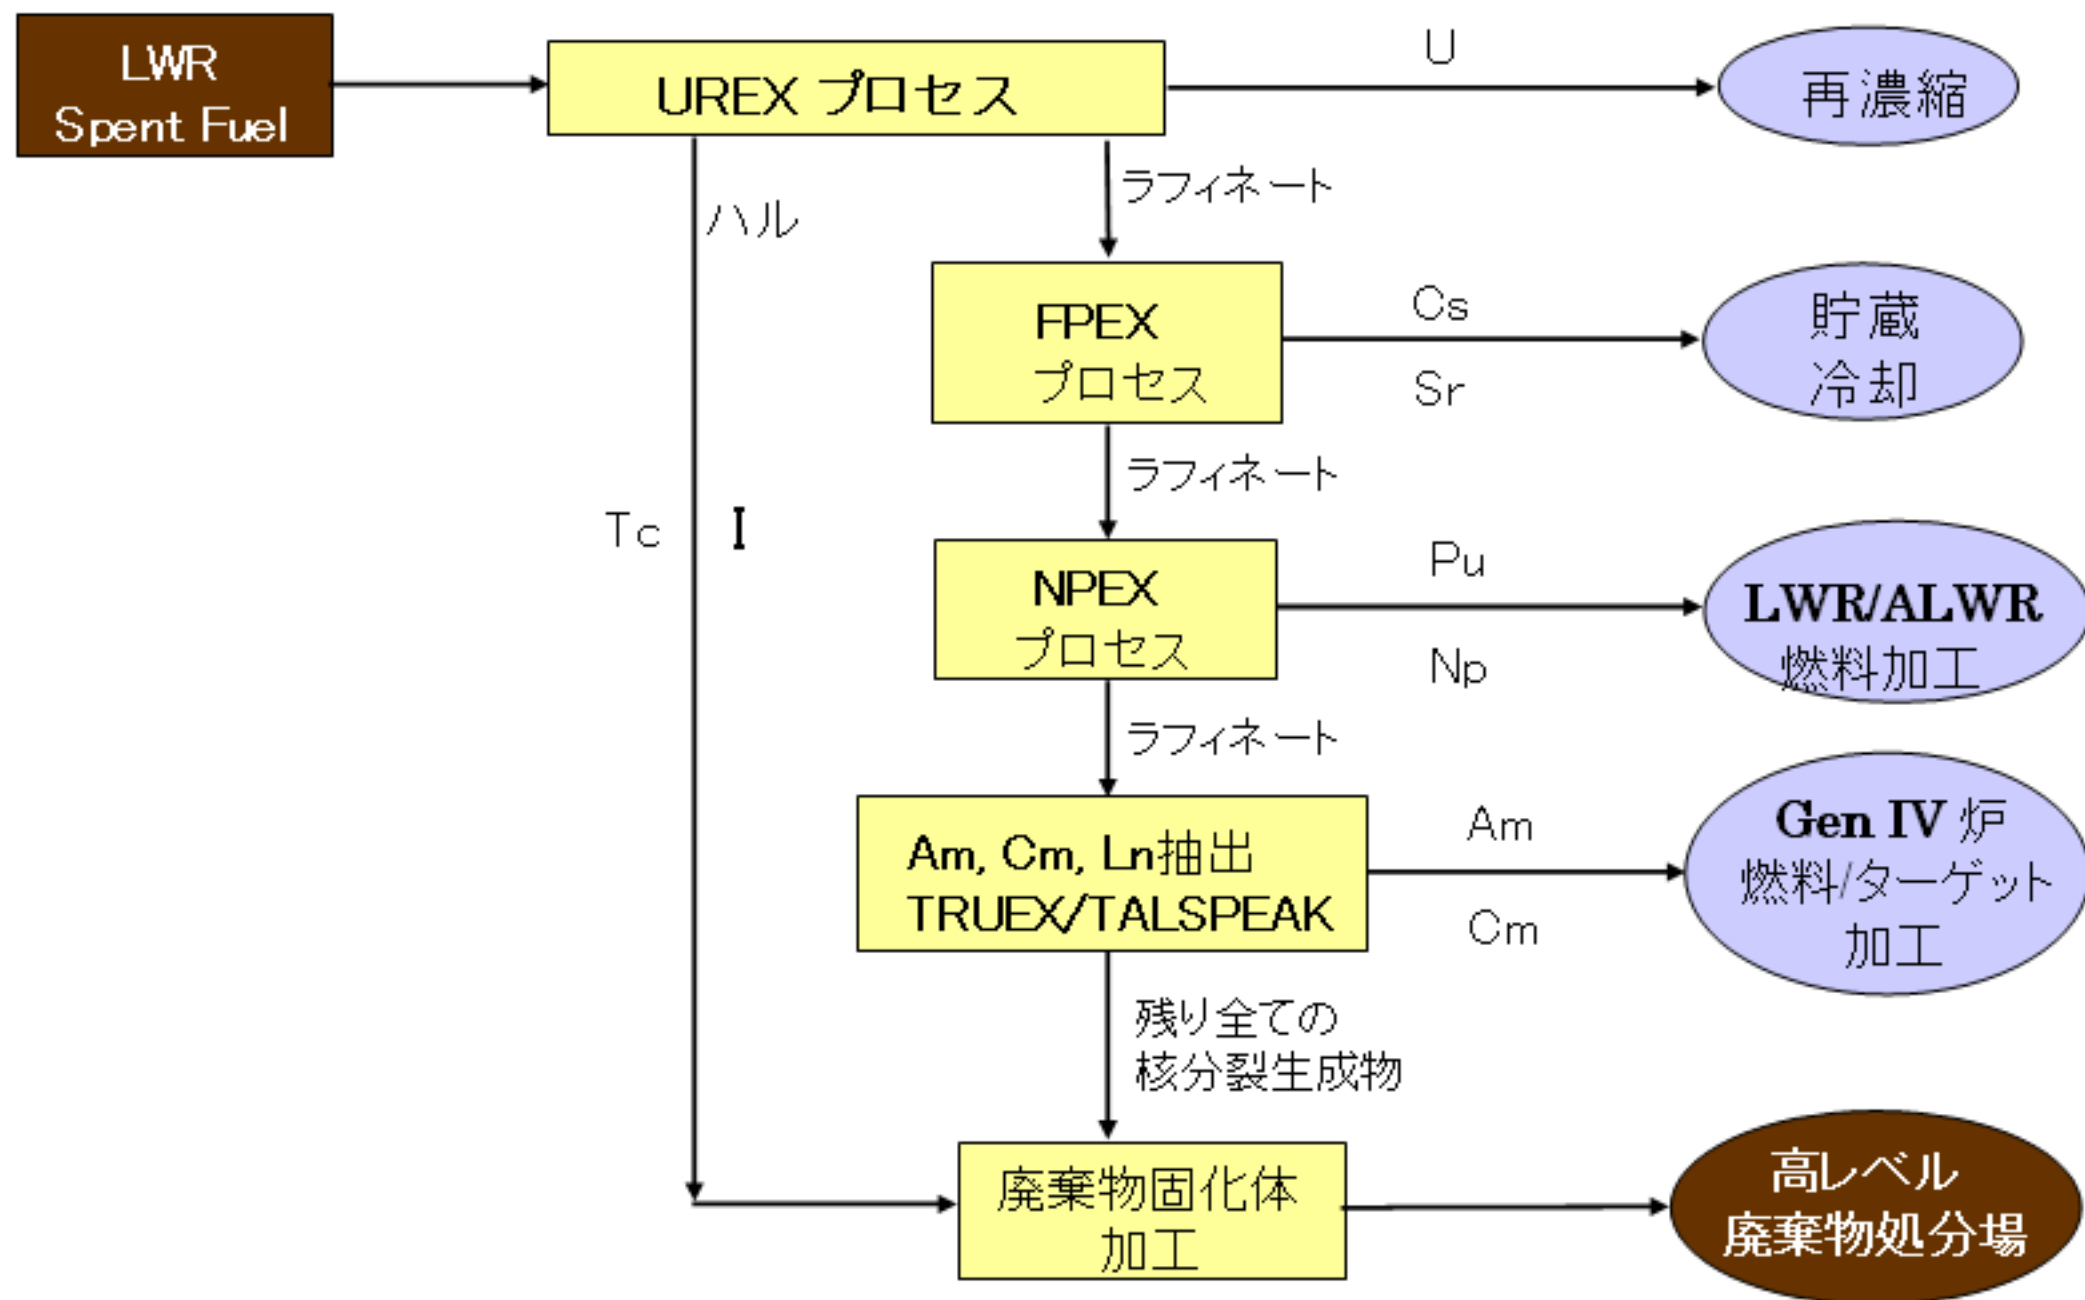 LWR
Spent Fuel
UREX プロセス
U
再濃縮
ラフィネート
ハル
FPEX
プロセス
Cs
Sr
貯蔵
冷却
ラフィネート
Tc
I
NPEX
プロセス
Pu
Np
LWR/ALWR
燃料加工
ラフィネート
Am, Cm, Ln抽出
TRUEX/TALSPEAK
Am
Cm
Gen IV 炉
燃料/ターゲット
加工
残り全ての
核分裂生成物
廃棄物固化体
加工
高レベル
廃棄物処分場